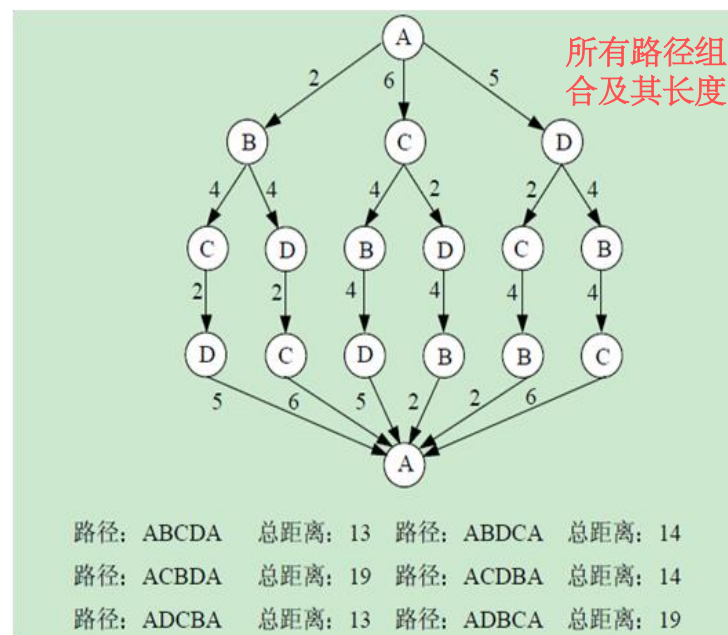 A
所有路径组
合及其长度
2 6 5
B C D
4 4 4 2 2 4
C D B D C B
2 2 4 4 4 4
D C D B B C
5 6 5 2 2 6
A
路径：ABCDA 总距离：13 路径：ABDCA 总距离：14
路径：ACBDA 总距离：19 路径：ACDBA 总距离：14
路径：ADCBA 总距离：13 路径：ADBCA 总距离：19